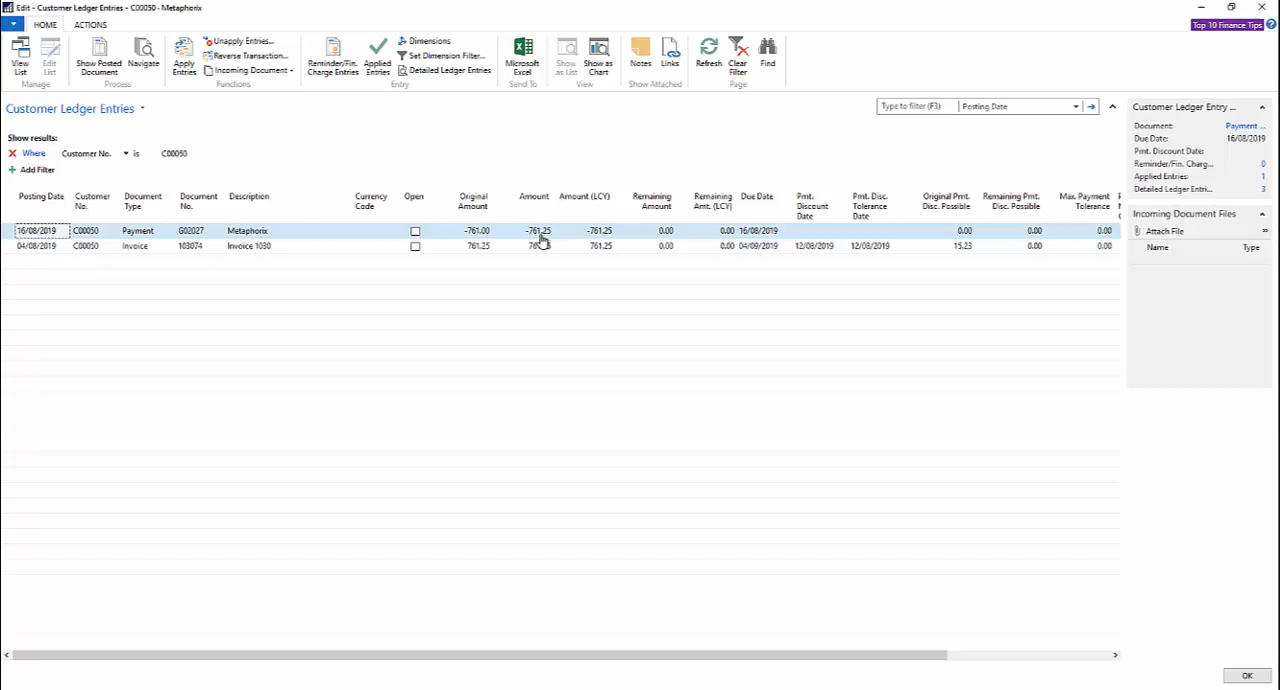 Edit - Customer Ledger Entries - C00050 - Metaphorix
HOME ACTIONS
Top 10 Finance Tips
View List
Edit List
Manage
Show Posted Document
Navigate
Process
Apply Entries
Unapply Entries...
Reverse Transaction...
Incoming Document
Functions
Reminder/Fin. Charge Entries
Applied Entries
Dimensions
Set Dimension Filter...
Detailed Ledger Entries
Entry
Microsoft Excel
Send To
Show as List
Show as Chart
View
Notes
Links
Show Attached
Refresh
Clear Filter
Find
Page
Customer Ledger Entries
Type to filter (F3) Posting Date
Show results:
Where Customer No. is C00050
Add Filter
Posting Date Customer No. Document Type Document No. Description Currency Code Open Original Amount Amount Amount (LCY) Remaining Amount Remaining Amt. (LCY) Due Date Pmt. Discount Date Pmt. Disc. Tolerance Date Original Pmt. Disc. Possible Remaining Pmt. Disc. Possible Max. Payment Tolerance
16/08/2019 C00050 Payment G02027 Metaphorix -761.00 -761.25 -761.25 0.00 0.00 16/08/2019 0.00 0.00 0.00
04/08/2019 C00050 Invoice 103074 Invoice 1030 761.25 761.25 0.00 0.00 04/09/2019 12/08/2019 12/08/2019 15.23 0.00 0.00
Customer Ledger Entry ...
Document: Payment ...
Due Date: 16/08/2019
Pmt. Discount Date:
Reminder/Fin. Charg... 0
Applied Entries: 1
Detailed Ledger Entri... 3
Incoming Document Files
Attach File
Name Type
OK